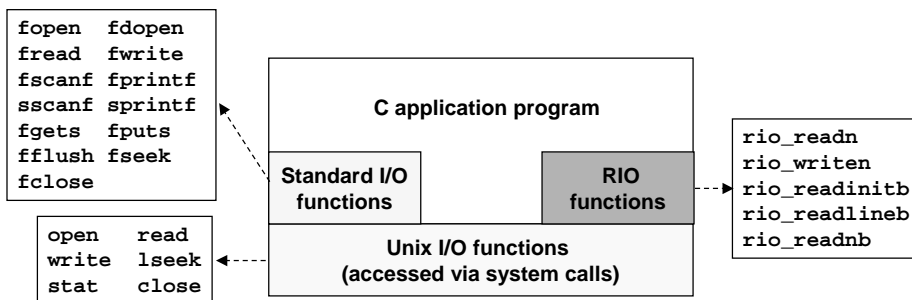 fopen fdopen
fread fwrite
fscanf fprintf
sscanf sprintf
fgets fputs
fflush fseek
fclose
C application program
Standard I/O
functions
RIO
functions
rio_readn
rio_writen
rio_readinitb
rio_readlineb
rio_readnb
open read
write lseek
stat close
Unix I/O functions
(accessed via system calls)